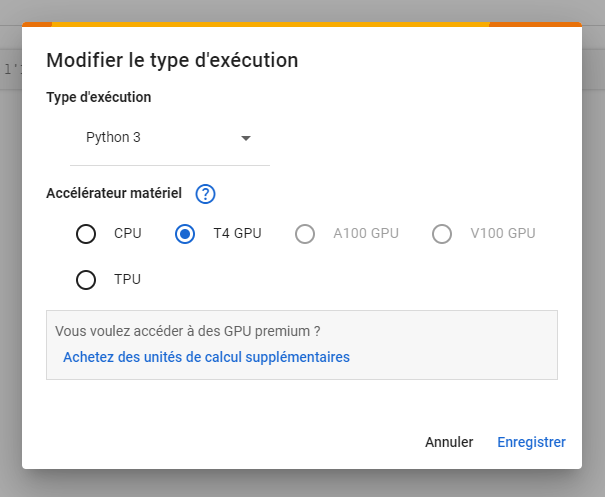 Modifier le type d'exécution
Type d'exécution
Python 3
Accélérateur matériel ?
CPU T4 GPU A100 GPU V100 GPU
TPU
Vous voulez accéder à des GPU premium ?
Achetez des unités de calcul supplémentaires
Annuler Enregistrer